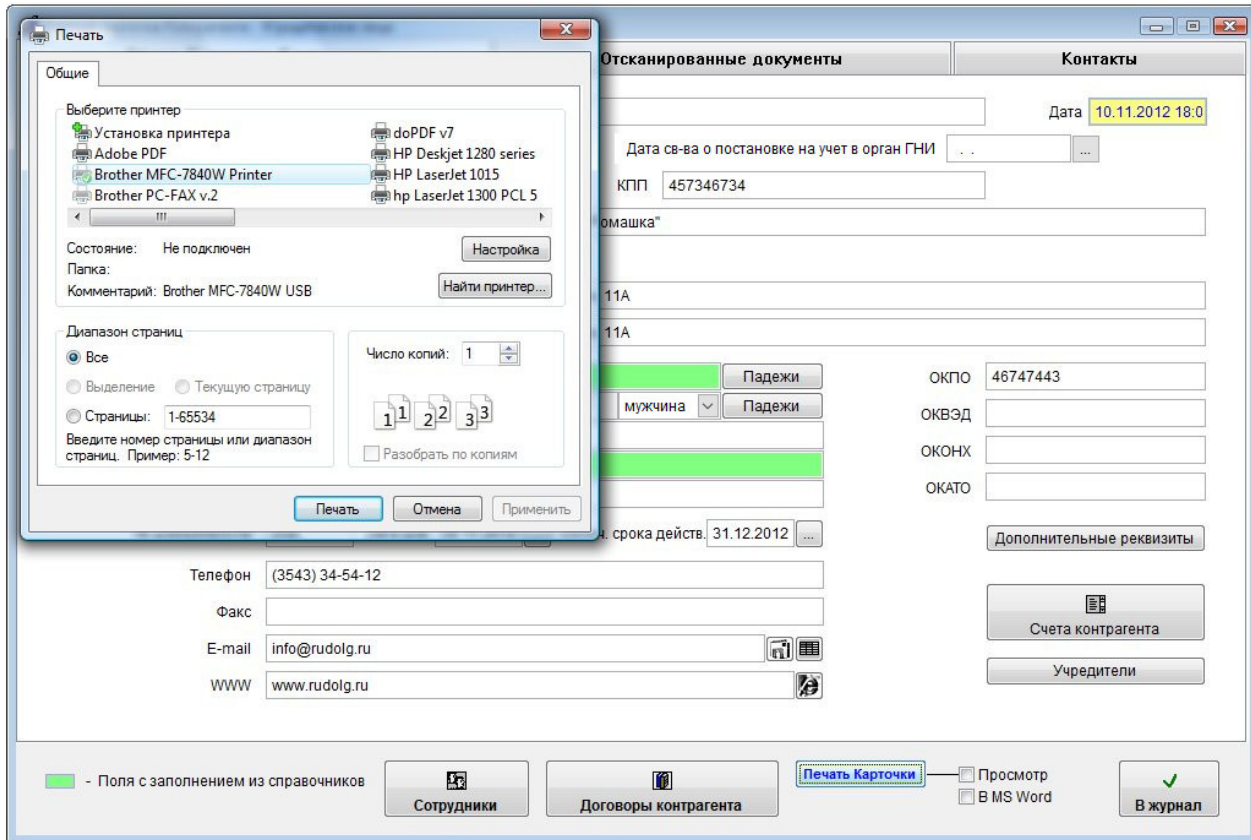 Печать
Общие
Выберите принтер
Установка принтера
Adobe PDF
Brother MFC-7840W Printer
Brother PC-FAX v.2
doPDF v7
HP Deskjet 1280 series
HP LaserJet 1015
hp LaserJet 1300 PCL 5
Состояние: Не подключен
Настройка
Папка:
Комментарий: Brother MFC-7840W USB
Найти принтер...
Диапазон страниц
Все
Выделение Текущую страницу
Страницы: 1-65534
Введите номер страницы или диапазон
страниц. Пример: 5-12
Число копий: 1
1 1 2 2 3 3
Разобрать по копиям
Печать Отмена Применить
Отсканированные документы Контакты
Дата 10.11.2012 18:0
Дата св-ва о постановке на учет в орган ГНИ . . ...
КПП 457346734
омашка"
11А
11А
Падежи
мужчина Падежи
ОКПО 46747443
ОКВЭД
ОКОНХ
ОКАТО
срока действ. 31.12.2012 ...
Дополнительные реквизиты
Телефон (3543) 34-54-12
Факс
E-mail info@rudolg.ru
WWW www.rudolg.ru
Счета контрагента
Учредители
- Поля с заполнением из справочников
Сотрудники
Договоры контрагента
Печать Карточки
Просмотр
В MS Word
В журнал